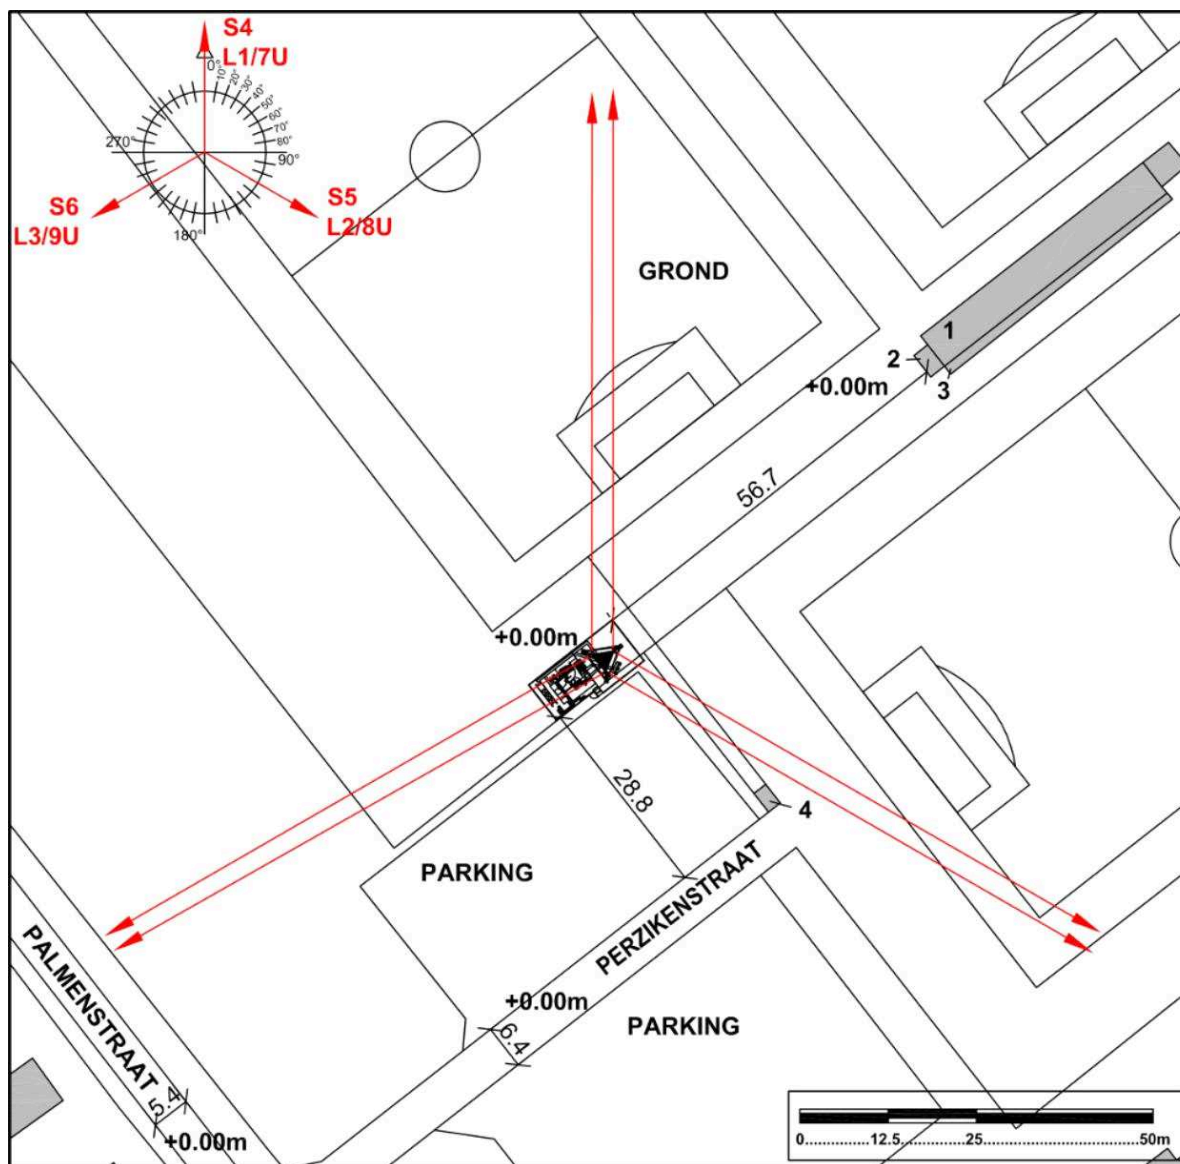 S4
L1/7U
0°
10°
20°
30°
40°
50°
60°
70°
80°
270°
90°
S6
L3/9U
S5
L2/8U
180°
GROND
1
2
3
+0.00m
56.7
+0.00m
28.8
4
PARKING
PERZIKENSTRAAT
PALMENSTRAAT
+0.00m
6.4
PARKING
5.4
+0.00m
0..................12.5..................25..........................................50m